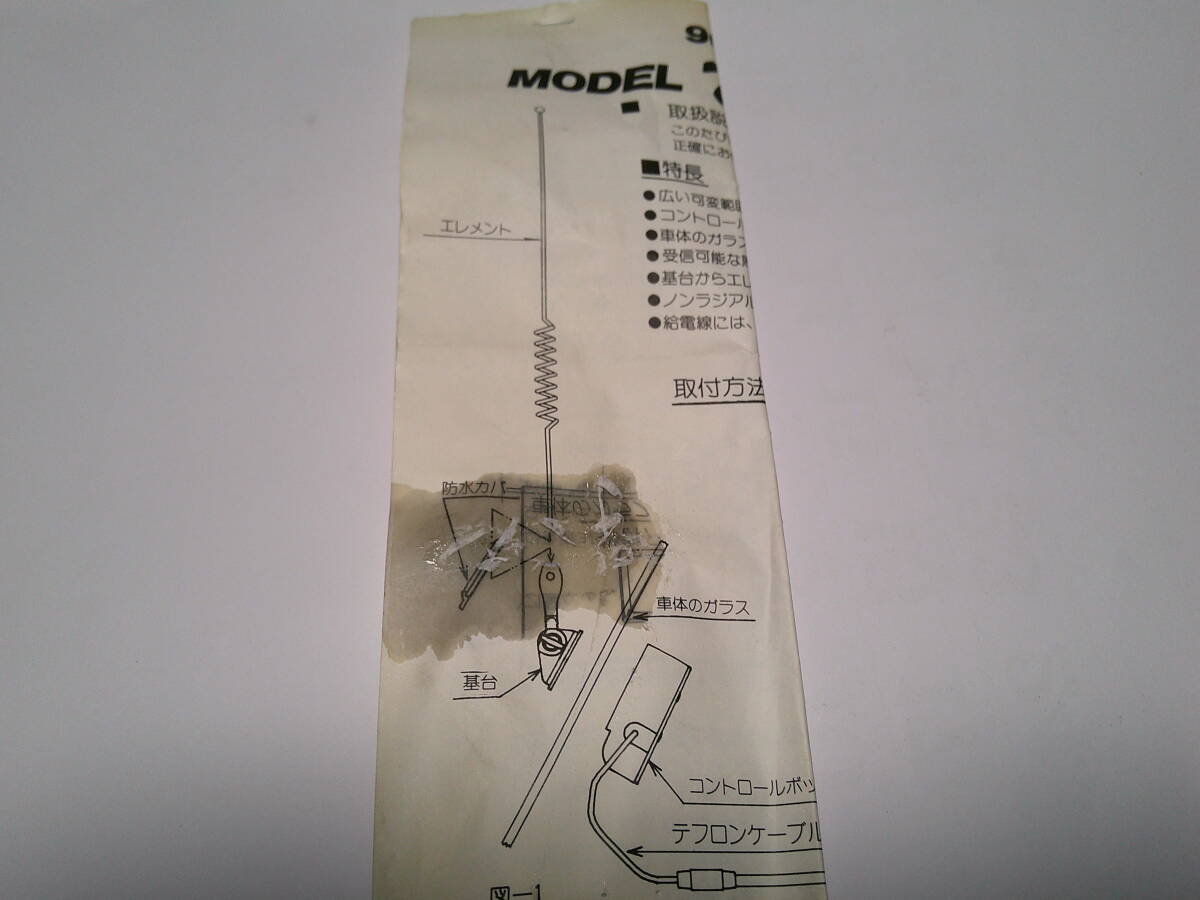 9
MODEL
取扱説
このたび
正確にお
■特長
●広い可変範囲
●コントロール
●車体のガラス
●受信可能な
●基台からエレ
●ノンラジアル
●給電線には、
エレメント
取付方法
防水カバー
車体のガラス
基台
コントロールボッ
テフロンケーブル
図—1